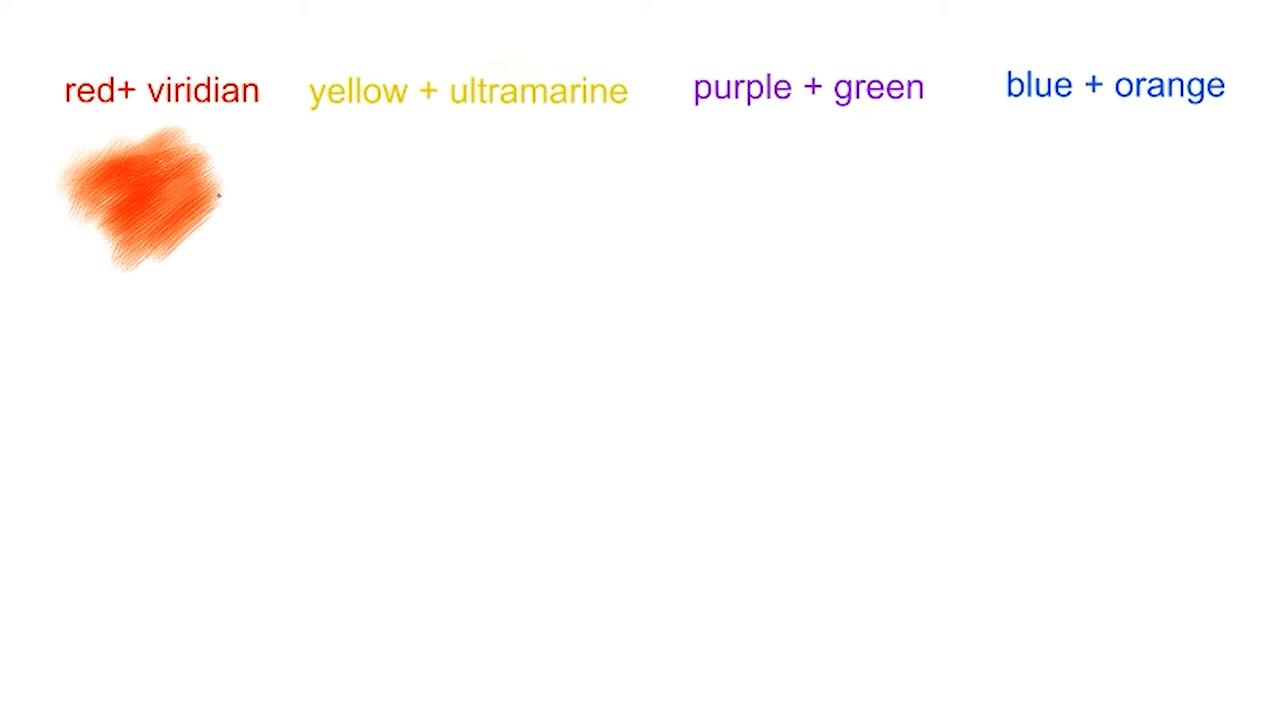 red+ viridian yellow + ultramarine purple + green blue + orange